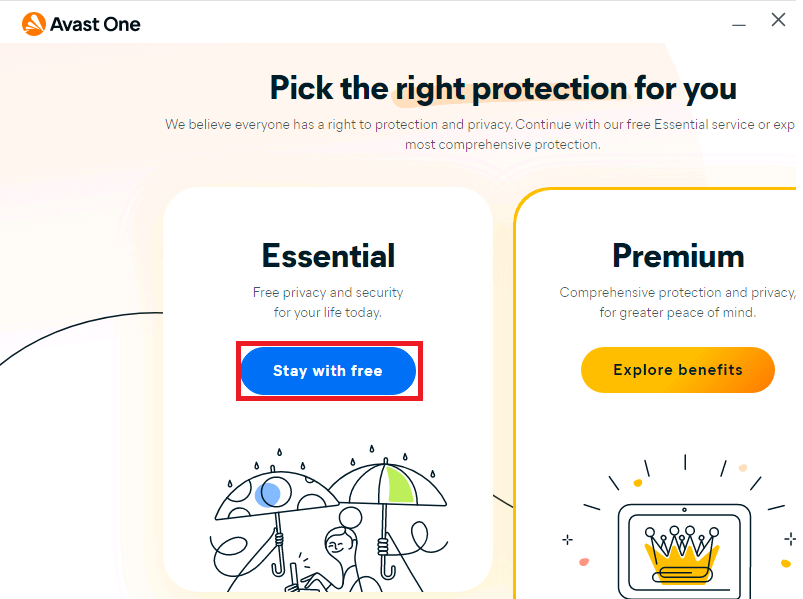 Avast One
Pick the right protection for you
We believe everyone has a right to protection and privacy. Continue with our free Essential service or exp
most comprehensive protection.
Essential
Free privacy and security
for your life today.
Stay with free
Premium
Comprehensive protection and privacy,
for greater peace of mind.
Explore benefits